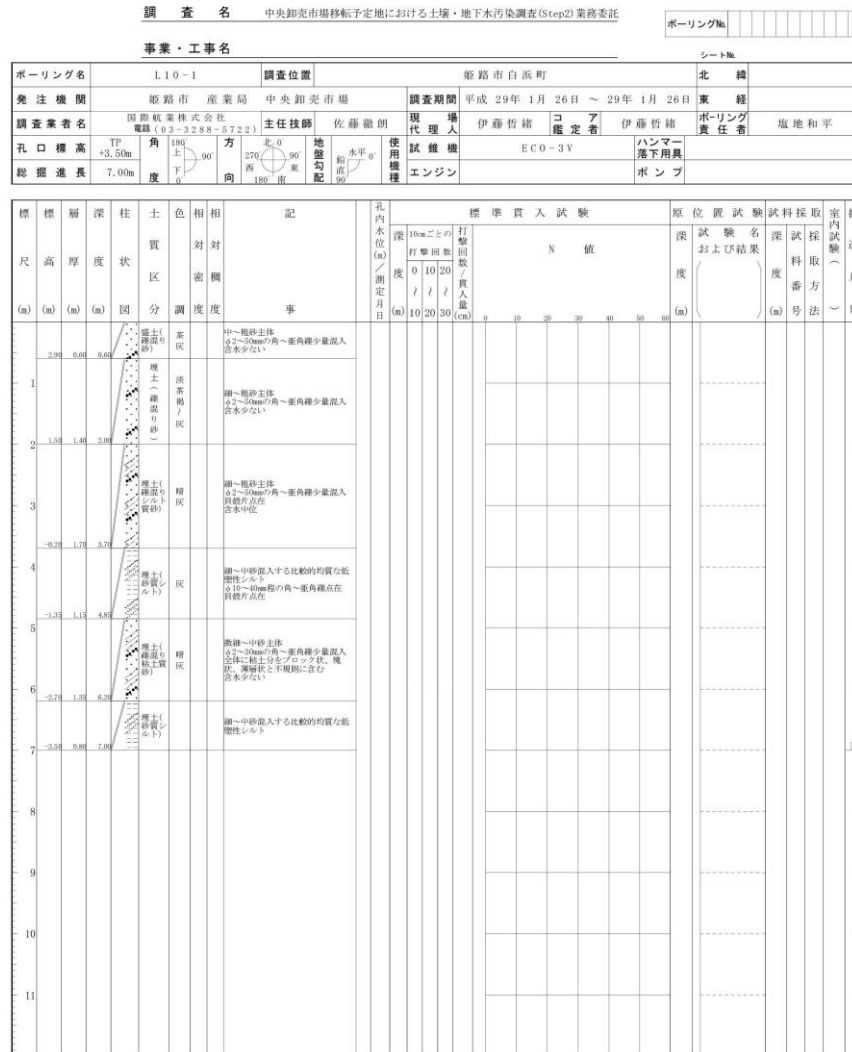 調査名 中央卸売市場移転予定地における土壌・地下水汚染調査(Step2)業務委託
ボーリングNo.
事業・工事名
シートNo.
ボーリング名 L10-1 調査位置 姫路市白浜町 北緯
発注機関 姫路市 産業局 中央卸売市場 調査期間 平成 29年 1月 26日 ～ 29年 1月 26日 東経
調査業者名 国際航業株式会社 電話(03-3288-5722) 主任技師 佐藤徹朗 現場代理人 伊藤哲緒 コア鑑定者 伊藤哲緒 ボーリング責任者 塩地和平
孔口標高 TP +3.50m 角度 180° 上 下 0° 90° 方向 北 0° 270° 西 90° 東 180° 南 地盤勾配 水平 0° 鉛直 90° 使用機種 試錐機 ECO-3V ハンマー落下用具
総掘進長 7.00m エンジン ポンプ
標尺(m) 標高(m) 層厚(m) 深度(m) 柱状図 土質区分 色調 相対密度 相対稠度 記事 孔内水位(m)／測定月日 標準貫入試験 原位置試験 試料採取 室内試験( )
深度(m) 10cmごとの打撃回数 打撃回数/貫入量(cm) N値 深度(m) 試験名および結果 深度(m) 試料番号 採取方法
0 10 20
～ ～ ～
10 20 30
0 10 20 30 40 50 60
2.90 0.60 0.60 盛土(礫混り砂) 茶灰 中～粗砂主体
φ2～50mmの角～亜角礫少量混入
含水少ない
1
1.50 1.40 2.00 埋土(礫混り砂) 淡茶褐～灰 細～粗砂主体
φ2～50mmの角～亜角礫少量混入
含水少ない
2
3
-0.20 1.70 3.70 埋土(礫混りシルト質砂) 暗灰 細～粗砂主体
φ2～50mmの角～亜角礫少量混入
貝殻片点在
含水中位
4
-1.35 1.15 4.85 埋土(砂質シルト) 灰 細～中砂混入する比較的均質な低
塑性シルト
φ10～40mm程の角～亜角礫点在
貝殻片点在
5
6
-2.70 1.35 6.20 埋土(礫混り粘土質砂) 暗灰 微細～中砂主体
φ2～30mmの角～亜角礫少量混入
全体に粘土分をブロック状、塊
状、薄層状と不規則に含む
含水少ない
-3.50 0.80 7.00 埋土(砂質シルト) 細～中砂混入する比較的均質な低
塑性シルト
7
8
9
10
11